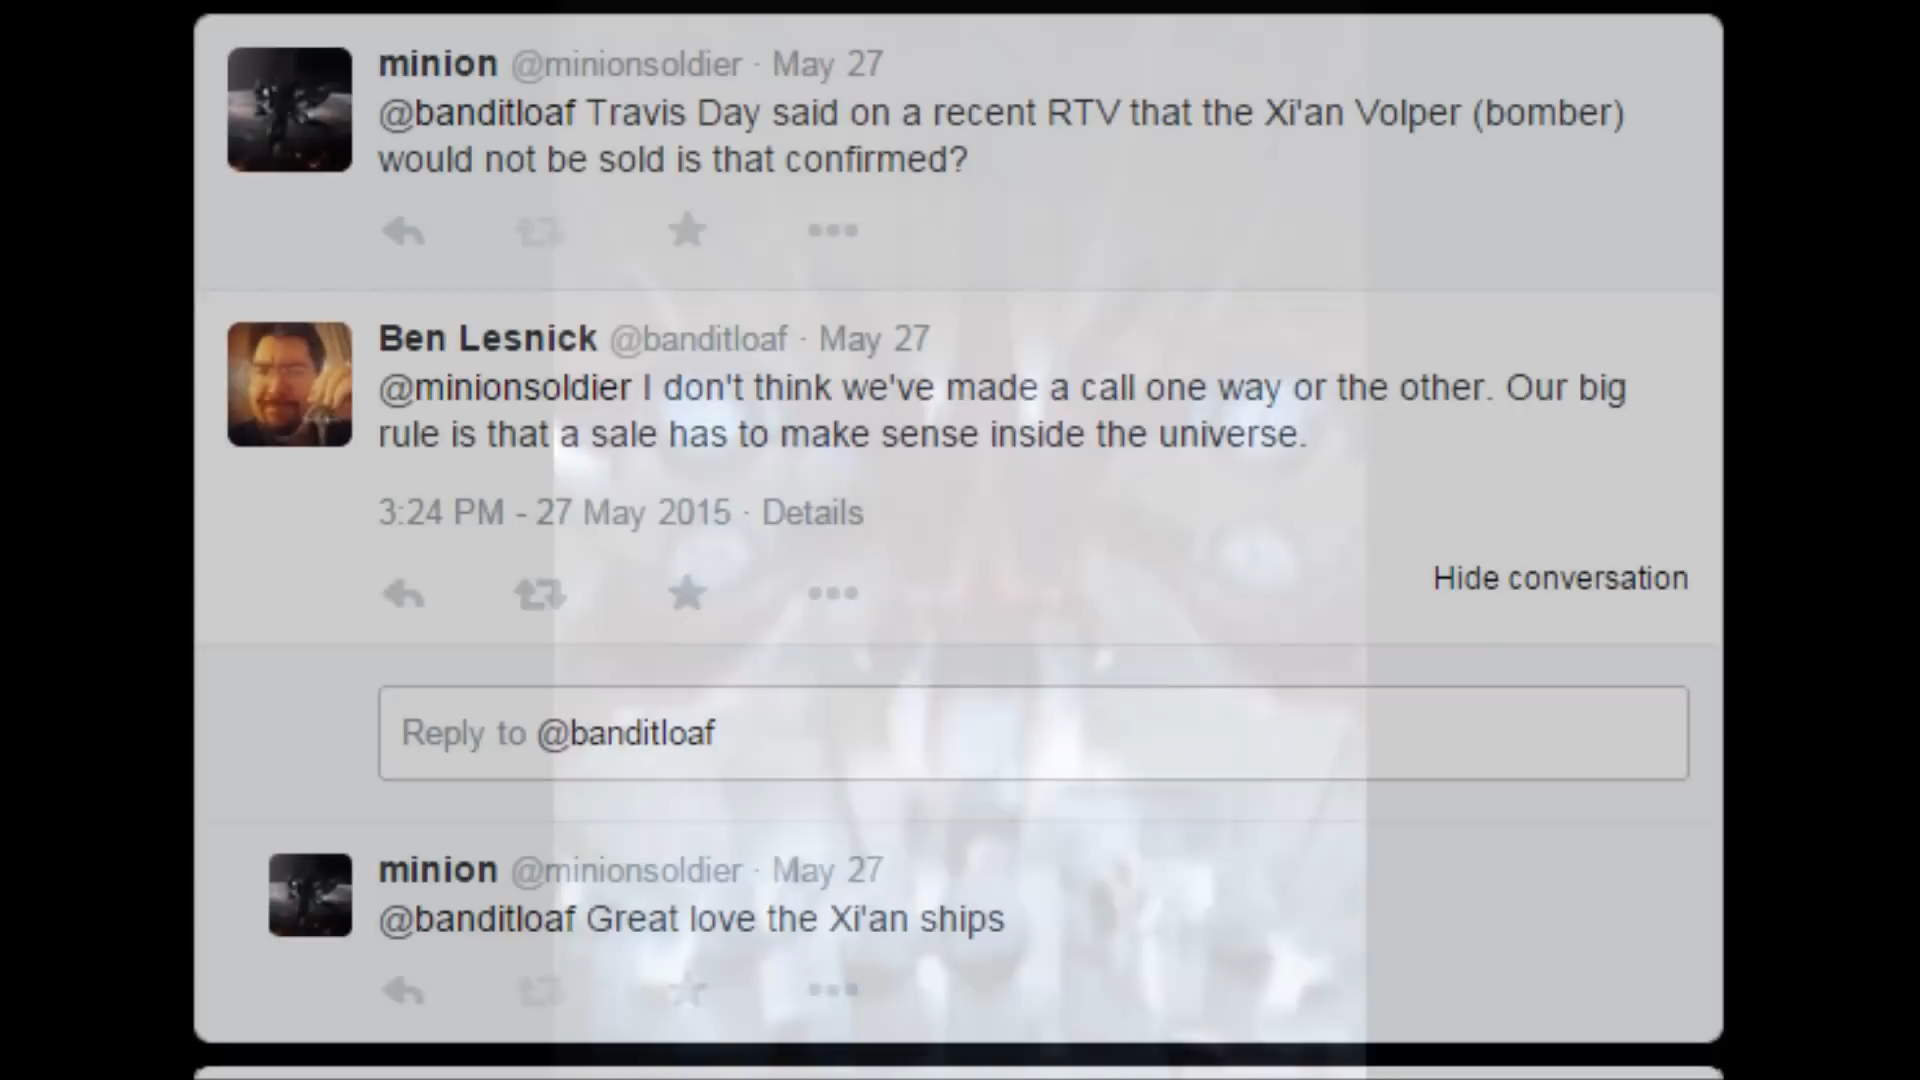 minion @minionsoldier · May 27
@banditloaf Travis Day said on a recent RTV that the Xi'an Volper (bomber)
would not be sold is that confirmed?
Ben Lesnick @banditloaf · May 27
@minionsoldier I don't think we've made a call one way or the other. Our big
rule is that a sale has to make sense inside the universe.
3:24 PM - 27 May 2015 · Details
Hide conversation
Reply to @banditloaf
minion @minionsoldier · May 27
@banditloaf Great love the Xi'an ships